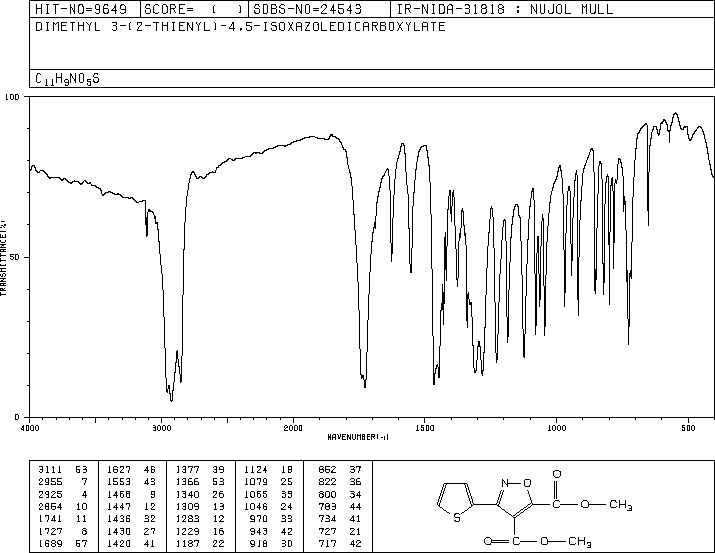 HIT-NO=9649 SCORE= ( ) SDBS-NO=24543 IR-NIDA-31818 : NUJOL MULL
DIMETHYL 3-(2-THIENYL)-4,5-ISOXAZOLEDICARBOXYLATE
C11H9NO5S
100
50
0
TRANSMITTANCE(%)
4000 3000 2000 1500 1000 500
WAVENUMBER(-1)
3111 53 1627 46 1377 39 1124 18 852 37
2955 7 1553 43 1366 53 1079 25 822 36
2925 4 1468 9 1340 26 1065 39 800 34
2854 10 1447 12 1309 13 1046 24 789 44
1741 11 1436 32 1283 12 970 33 734 41
1727 8 1430 27 1229 16 943 42 727 21
1689 57 1420 41 1187 22 918 30 717 42
N O O
S O CH3
O O CH3